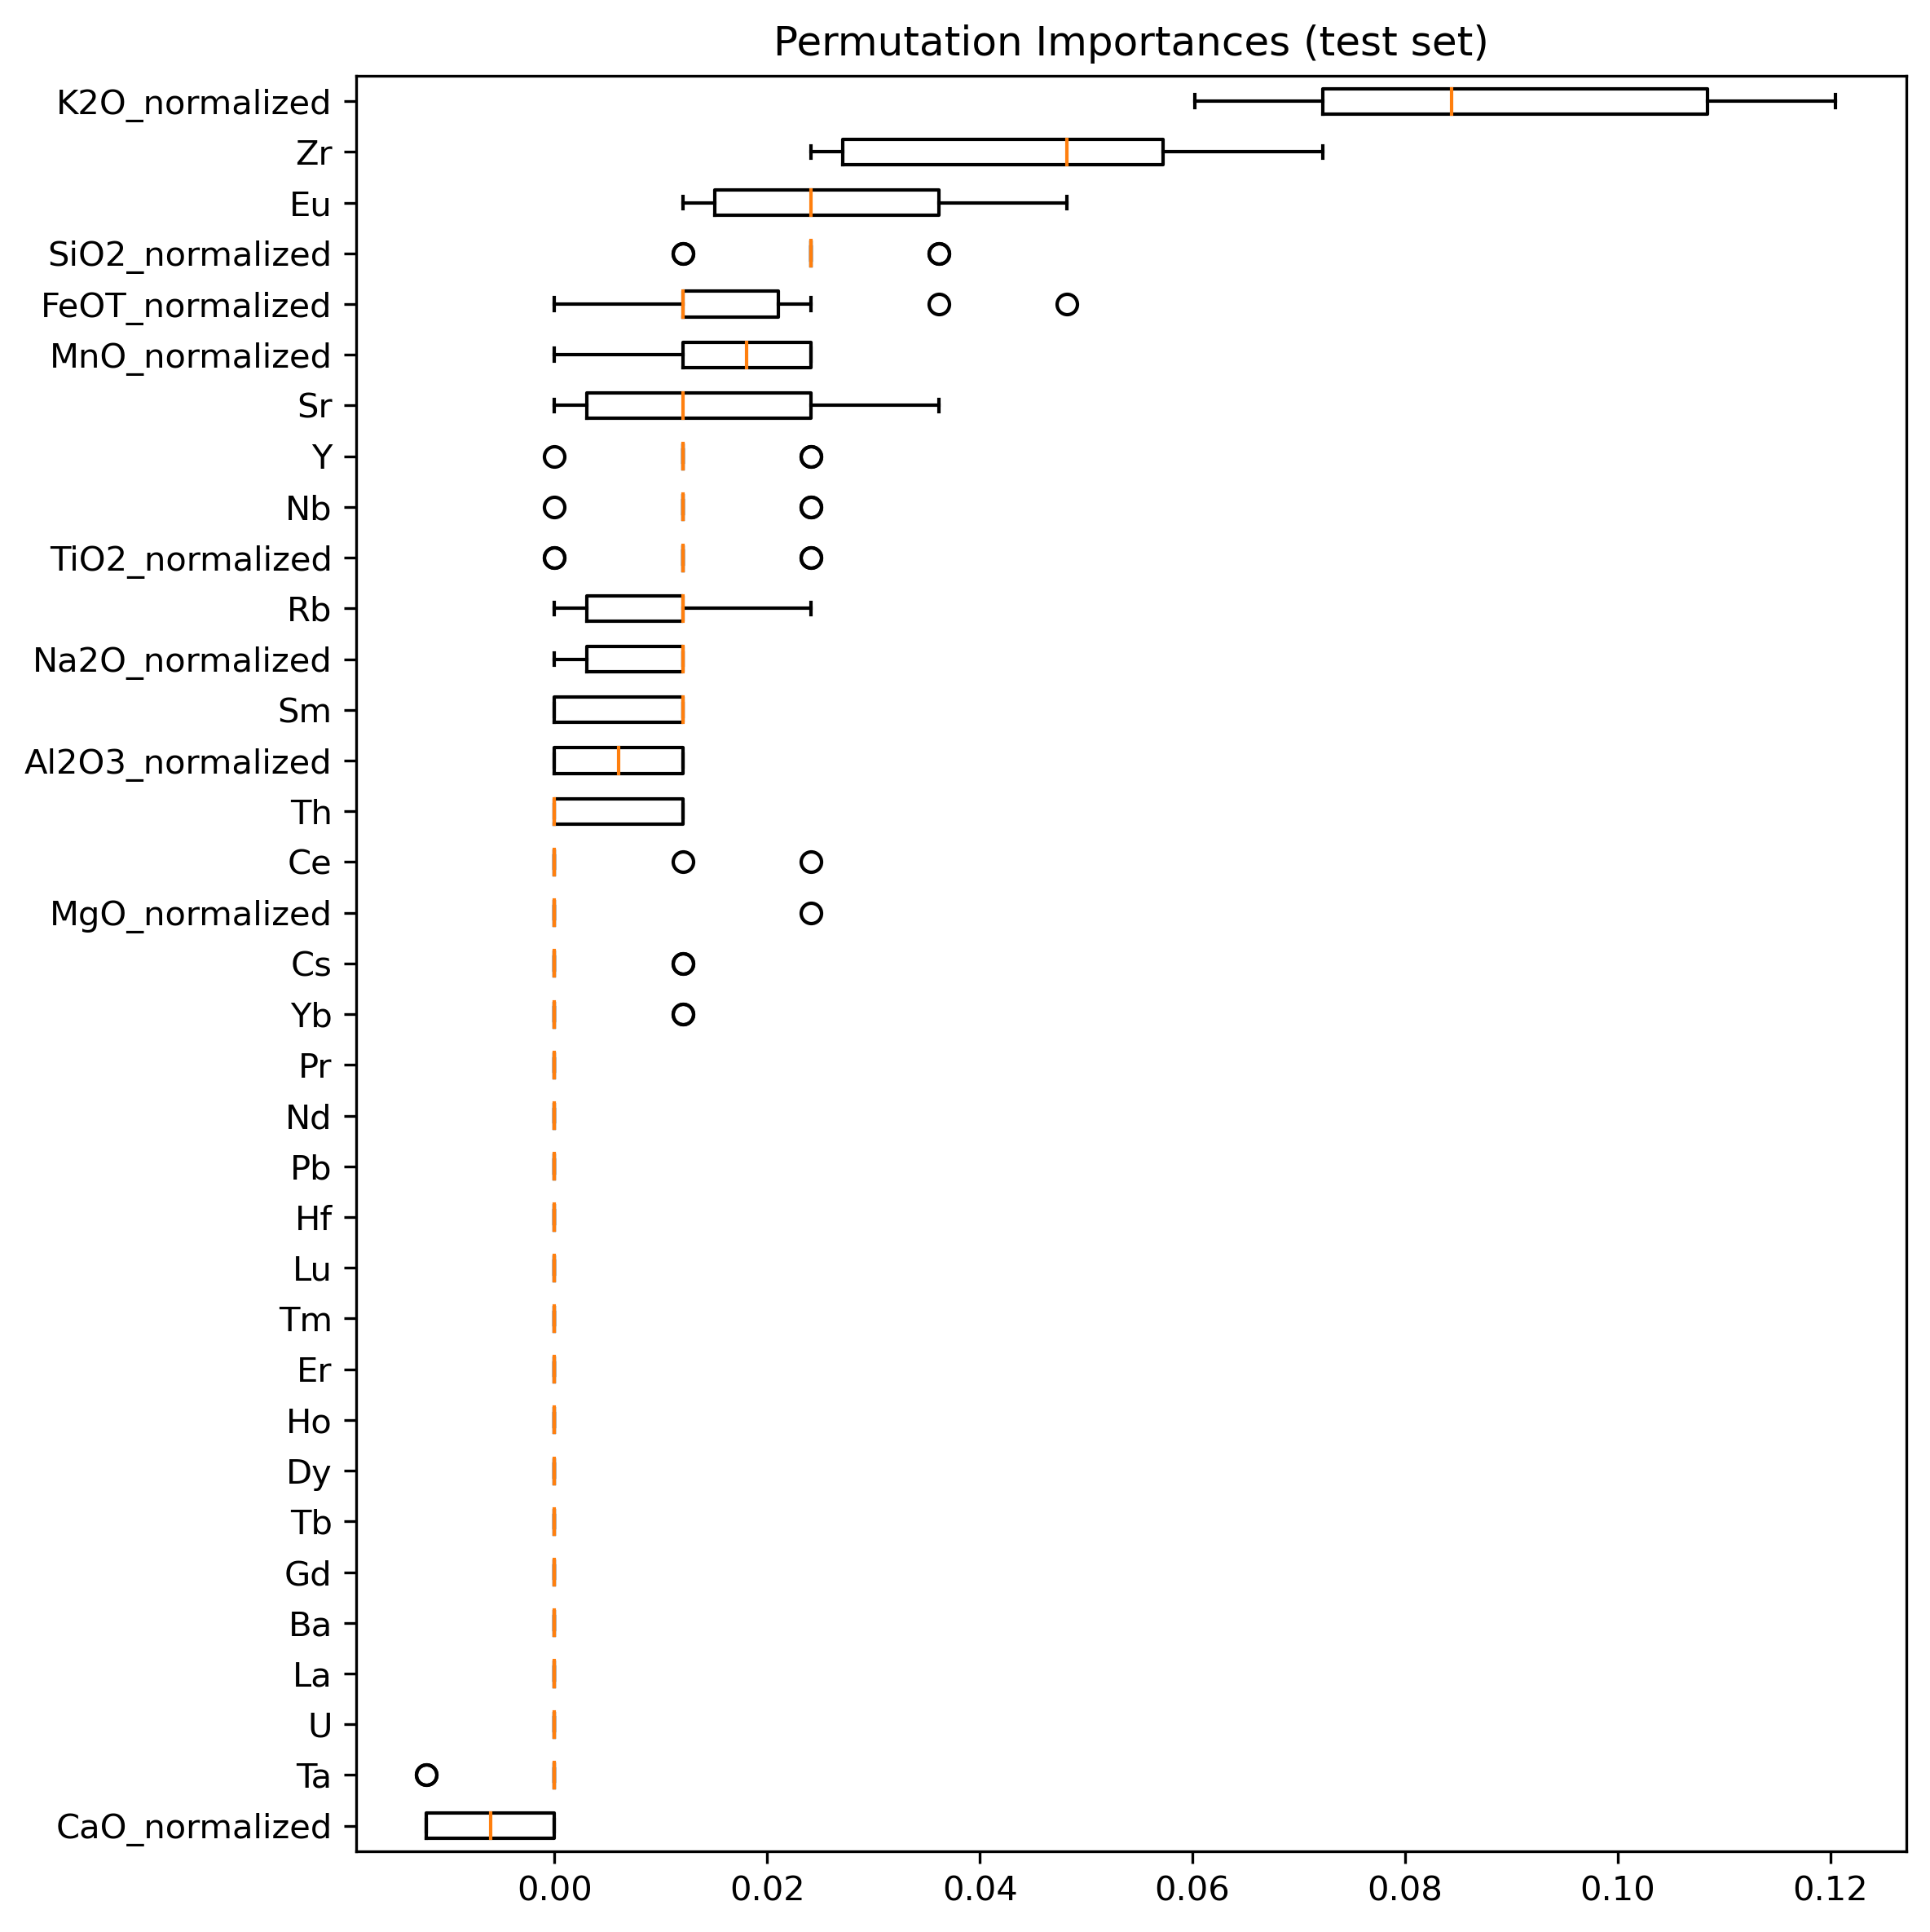 Permutation Importances (test set)
K2O_normalized
Zr
Eu
SiO2_normalized
FeOT_normalized
MnO_normalized
Sr
Y
Nb
TiO2_normalized
Rb
Na2O_normalized
Sm
Al2O3_normalized
Th
Ce
MgO_normalized
Cs
Yb
Pr
Nd
Pb
Hf
Lu
Tm
Er
Ho
Dy
Tb
Gd
Ba
La
U
Ta
CaO_normalized
0.00 0.02 0.04 0.06 0.08 0.10 0.12